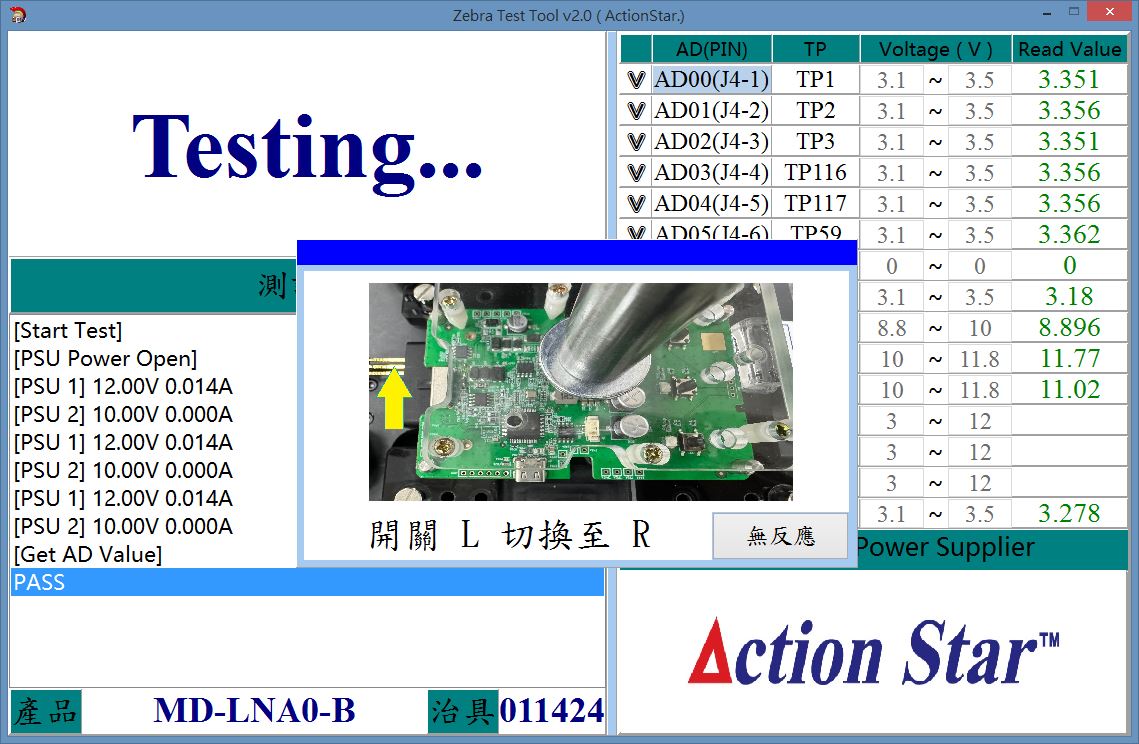 Zebra Test Tool v2.0 ( ActionStar.)
Testing...
測
[Start Test]
[PSU Power Open]
[PSU 1] 12.00V 0.014A
[PSU 2] 10.00V 0.000A
[PSU 1] 12.00V 0.014A
[PSU 2] 10.00V 0.000A
[PSU 1] 12.00V 0.014A
[PSU 2] 10.00V 0.000A
[Get AD Value]
PASS
產品 MD-LNA0-B 治具 011424
AD(PIN) TP Voltage ( V ) Read Value
V AD00(J4-1) TP1 3.1 ~ 3.5 3.351
V AD01(J4-2) TP2 3.1 ~ 3.5 3.356
V AD02(J4-3) TP3 3.1 ~ 3.5 3.351
V AD03(J4-4) TP116 3.1 ~ 3.5 3.356
V AD04(J4-5) TP117 3.1 ~ 3.5 3.356
V AD05(J4-6) TP59 3.1 ~ 3.5 3.362
0 ~ 0 0
3.1 ~ 3.5 3.18
8.8 ~ 10 8.896
10 ~ 11.8 11.77
10 ~ 11.8 11.02
3 ~ 12
3 ~ 12
3 ~ 12
3.1 ~ 3.5 3.278
開關 L 切換至 R
無反應
Power Supplier
Action Star™